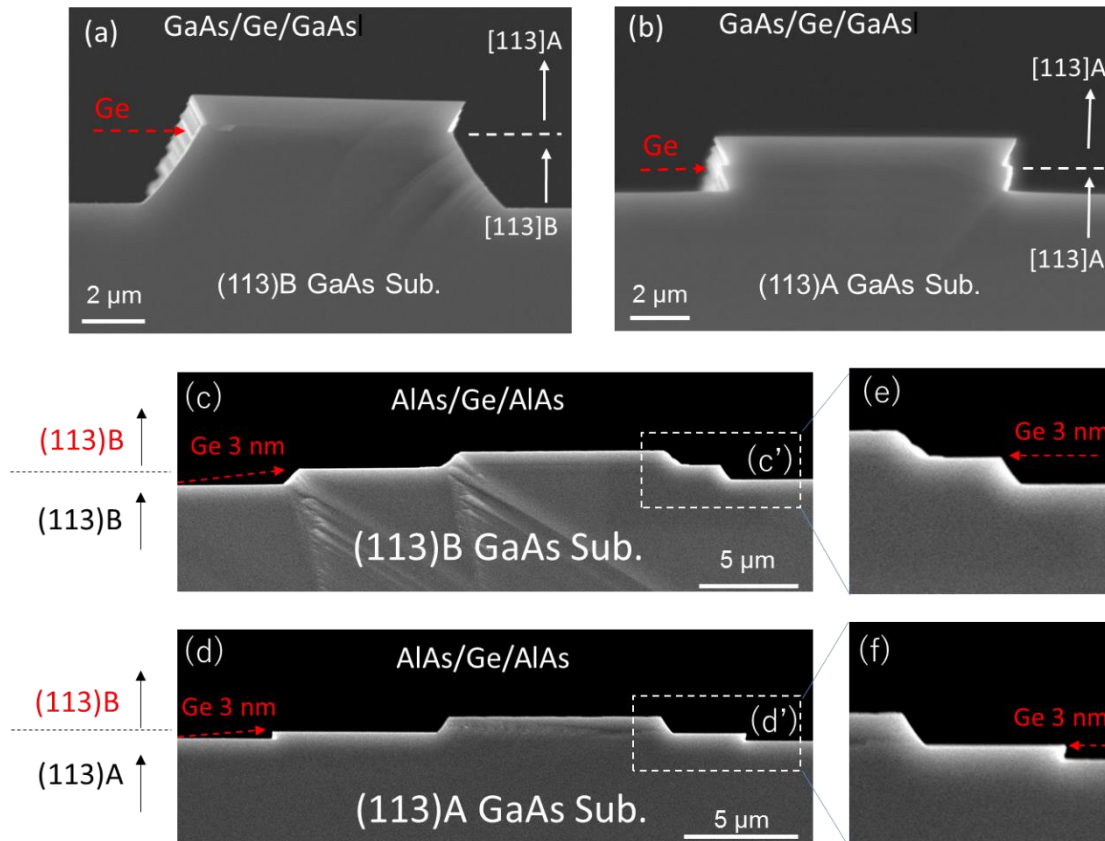 (a)
GaAs/Ge/GaAs
[113]A
Ge
[113]B
(113)B GaAs Sub.
2 μm
(b)
GaAs/Ge/GaAs
[113]A
Ge
[113]A
(113)A GaAs Sub.
2 μm
(c)
AlAs/Ge/AlAs
(113)B
Ge 3 nm
(c')
(113)B
(113)B GaAs Sub.
5 μm
(e)
Ge 3 nm
(d)
AlAs/Ge/AlAs
(113)B
Ge 3 nm
(d')
(113)A
(113)A GaAs Sub.
5 μm
(f)
Ge 3 nm